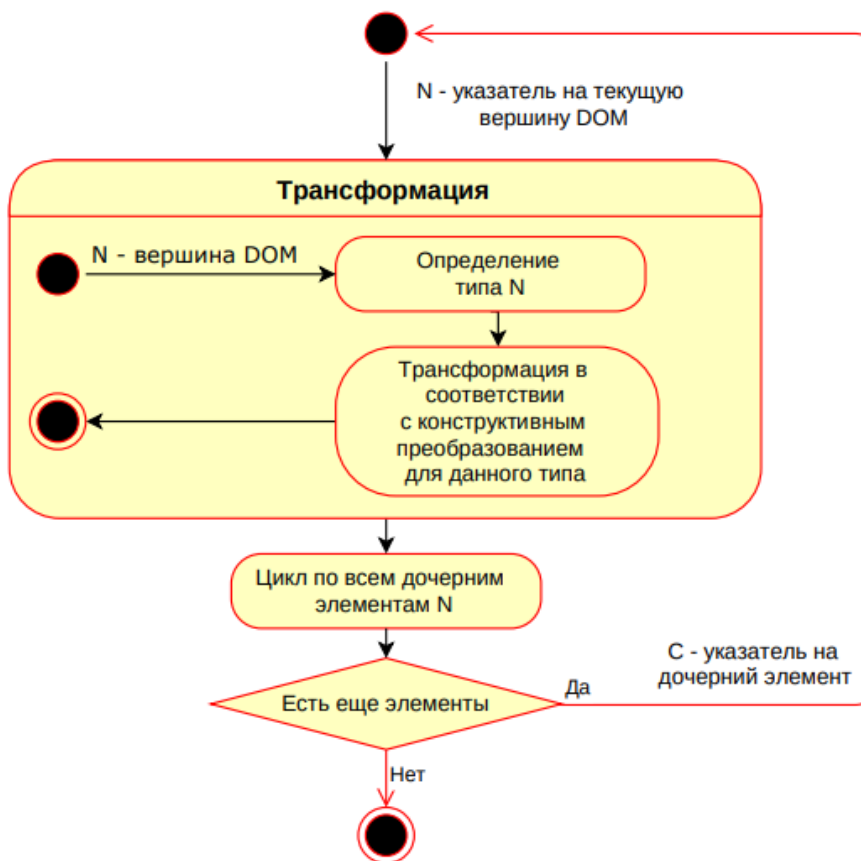 N - указатель на текущую
вершину DOM
Трансформация
N - вершина DOM
Определение
типа N
Трансформация в
соответствии
с конструктивным
преобразованием
для данного типа
Цикл по всем дочерним
элементам N
С - указатель на
дочерний элемент
Есть еще элементы
Да
Нет